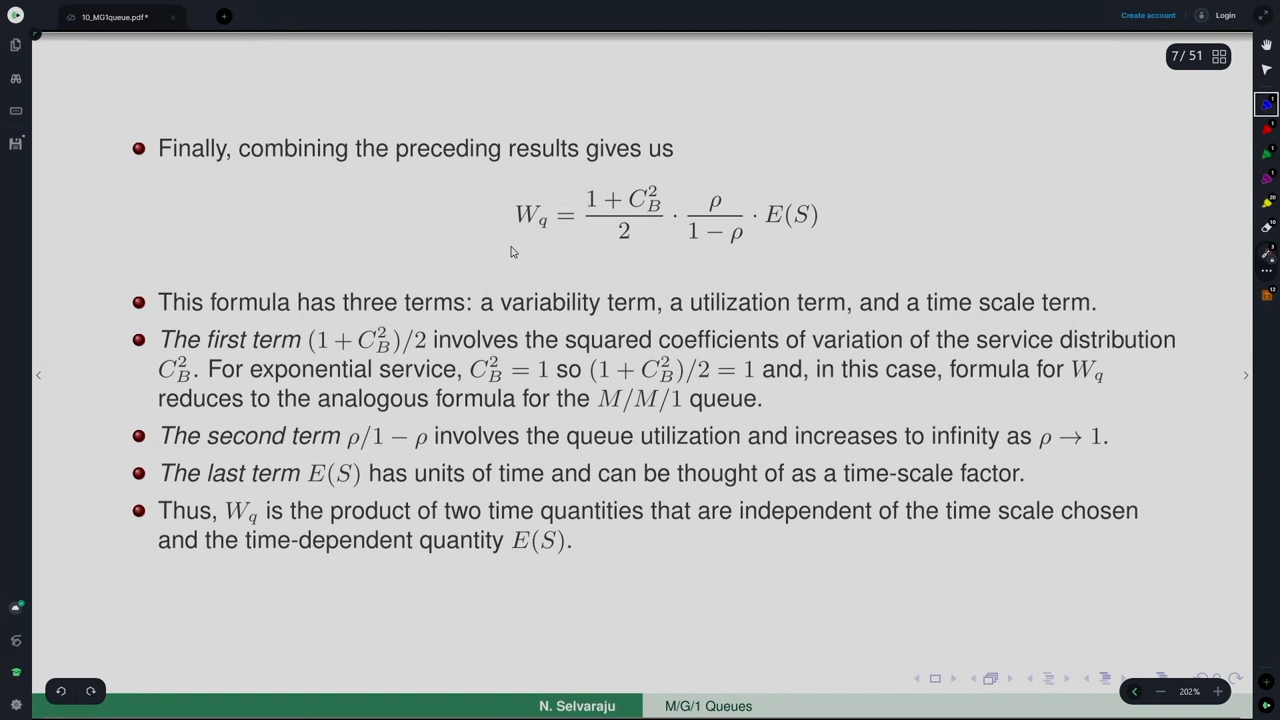 10_MG1queue.pdf*
Create account
Login
7/ 51
Finally, combining the preceding results gives us
W_q = \frac{1 + C_B^2}{2} \cdot \frac{\rho}{1 - \rho} \cdot E(S)
This formula has three terms: a variability term, a utilization term, and a time scale term.
The first term (1 + C_B^2)/2 involves the squared coefficients of variation of the service distribution
C_B^2. For exponential service, C_B^2 = 1 so (1 + C_B^2)/2 = 1 and, in this case, formula for W_q
reduces to the analogous formula for the M/M/1 queue.
The second term ρ/1 − ρ involves the queue utilization and increases to infinity as ρ → 1.
The last term E(S) has units of time and can be thought of as a time-scale factor.
Thus, W_q is the product of two time quantities that are independent of the time scale chosen
and the time-dependent quantity E(S).
202%
N. Selvaraju
M/G/1 Queues